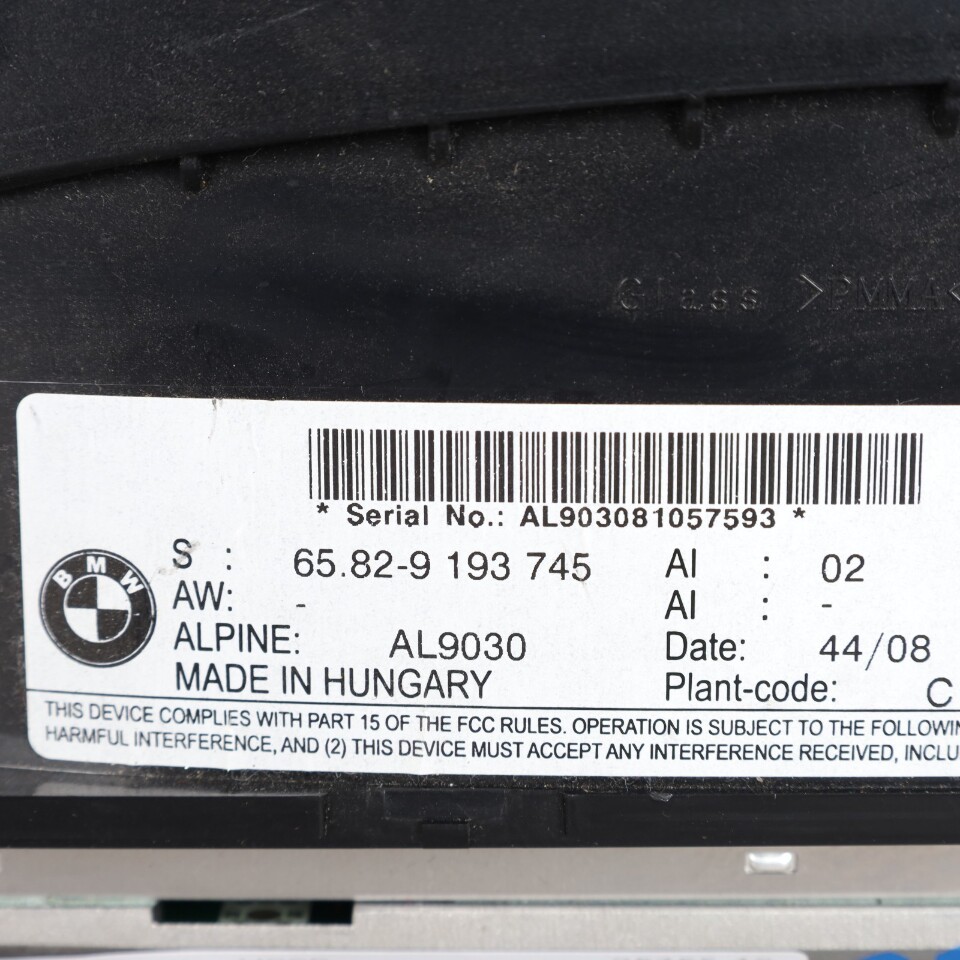 Glass >PMMA<
* Serial No.: AL903081057593 *
S : 65.82-9 193 745 AI : 02
AW: - AI : -
ALPINE: AL9030 Date: 44/08
MADE IN HUNGARY Plant-code: C
BMW
THIS DEVICE COMPLIES WITH PART 15 OF THE FCC RULES. OPERATION IS SUBJECT TO THE FOLLOWIN
HARMFUL INTERFERENCE, AND (2) THIS DEVICE MUST ACCEPT ANY INTERFERENCE RECEIVED, INCLU